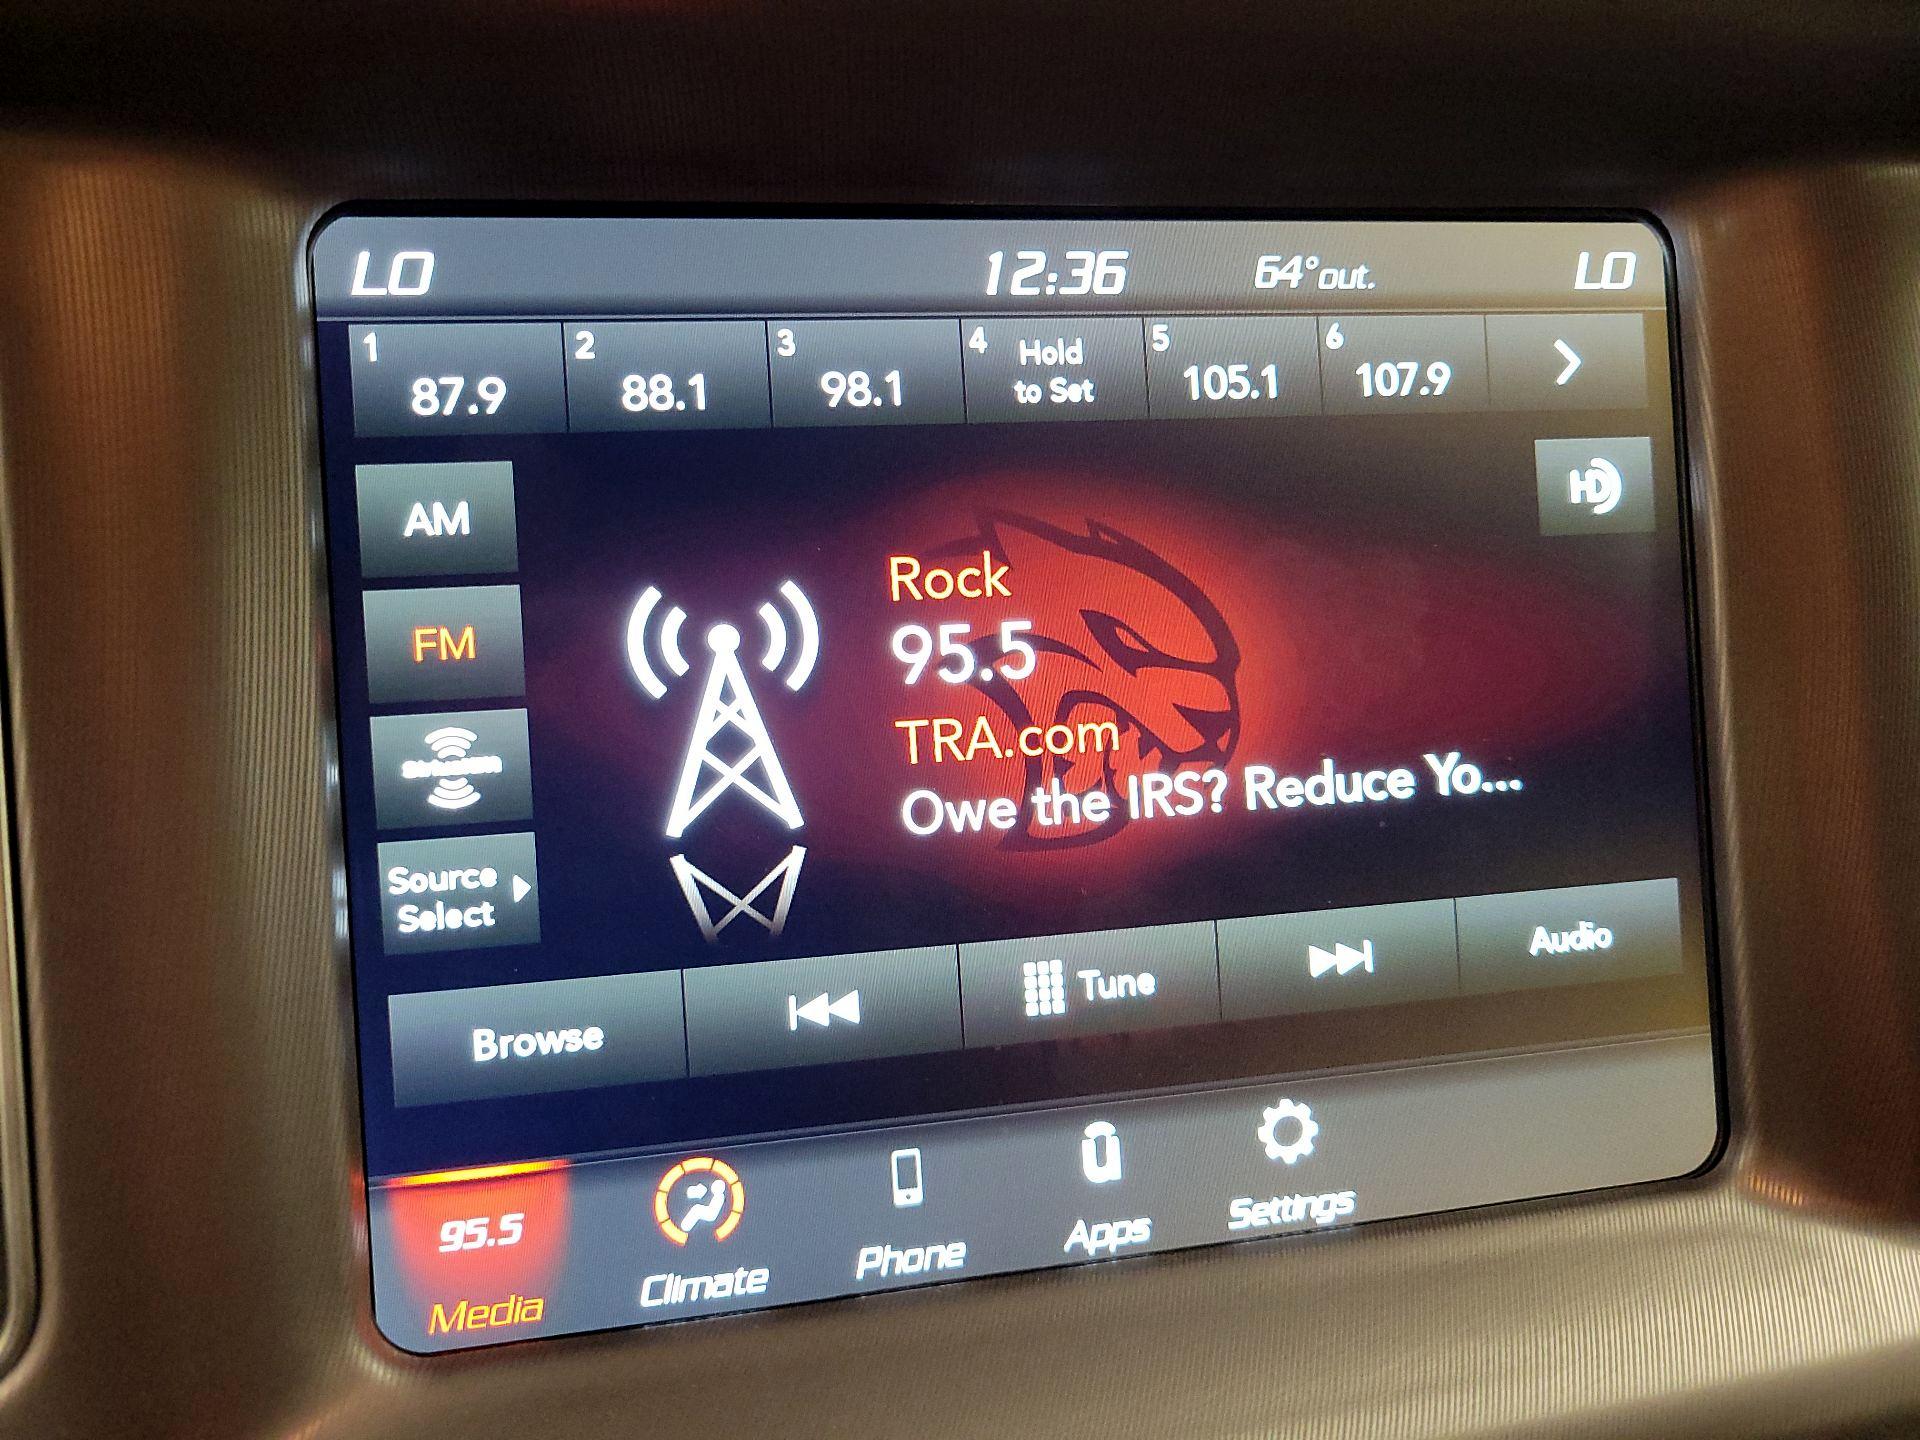 LO 12:36 64°out. LO
1 87.9
2 88.1
3 98.1
4 Hold
to Set
5 105.1
6 107.9
HD
AM
FM
SiriusXM
Source
Select
Rock
95.5
TRA.com
Owe the IRS? Reduce Yo...
Browse
Tune
Audio
95.5
Media
Climate
Phone
Apps
Settings